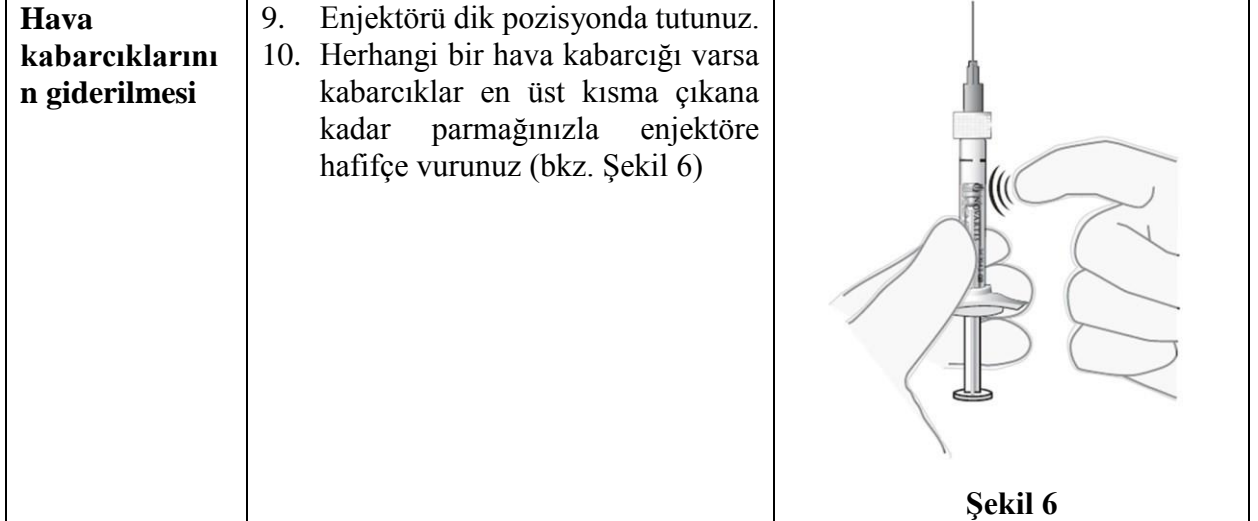 Hava
kabarcıklarını
n giderilmesi
9. Enjektörü dik pozisyonda tutunuz.
10. Herhangi bir hava kabarcığı varsa
kabarcıklar en üst kısma çıkana
kadar parmağınızla enjektöre
hafifçe vurunuz (bkz. Şekil 6)
Şekil 6